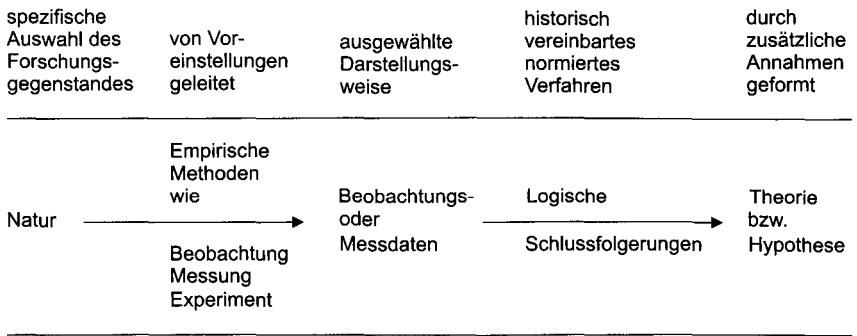 spezifische
Auswahl des
Forschungs-
gegenstandes
von Vor-
einstellungen
geleitet
ausgewählte
Darstellungs-
weise
historisch
vereinbartes
normiertes
Verfahren
durch
zusätzliche
Annahmen
geformt
Natur
Empirische
Methoden
wie
Beobachtung
Messung
Experiment
Beobachtungs-
oder
Messdaten
Logische
Schlussfolgerungen
Theorie
bzw.
Hypothese